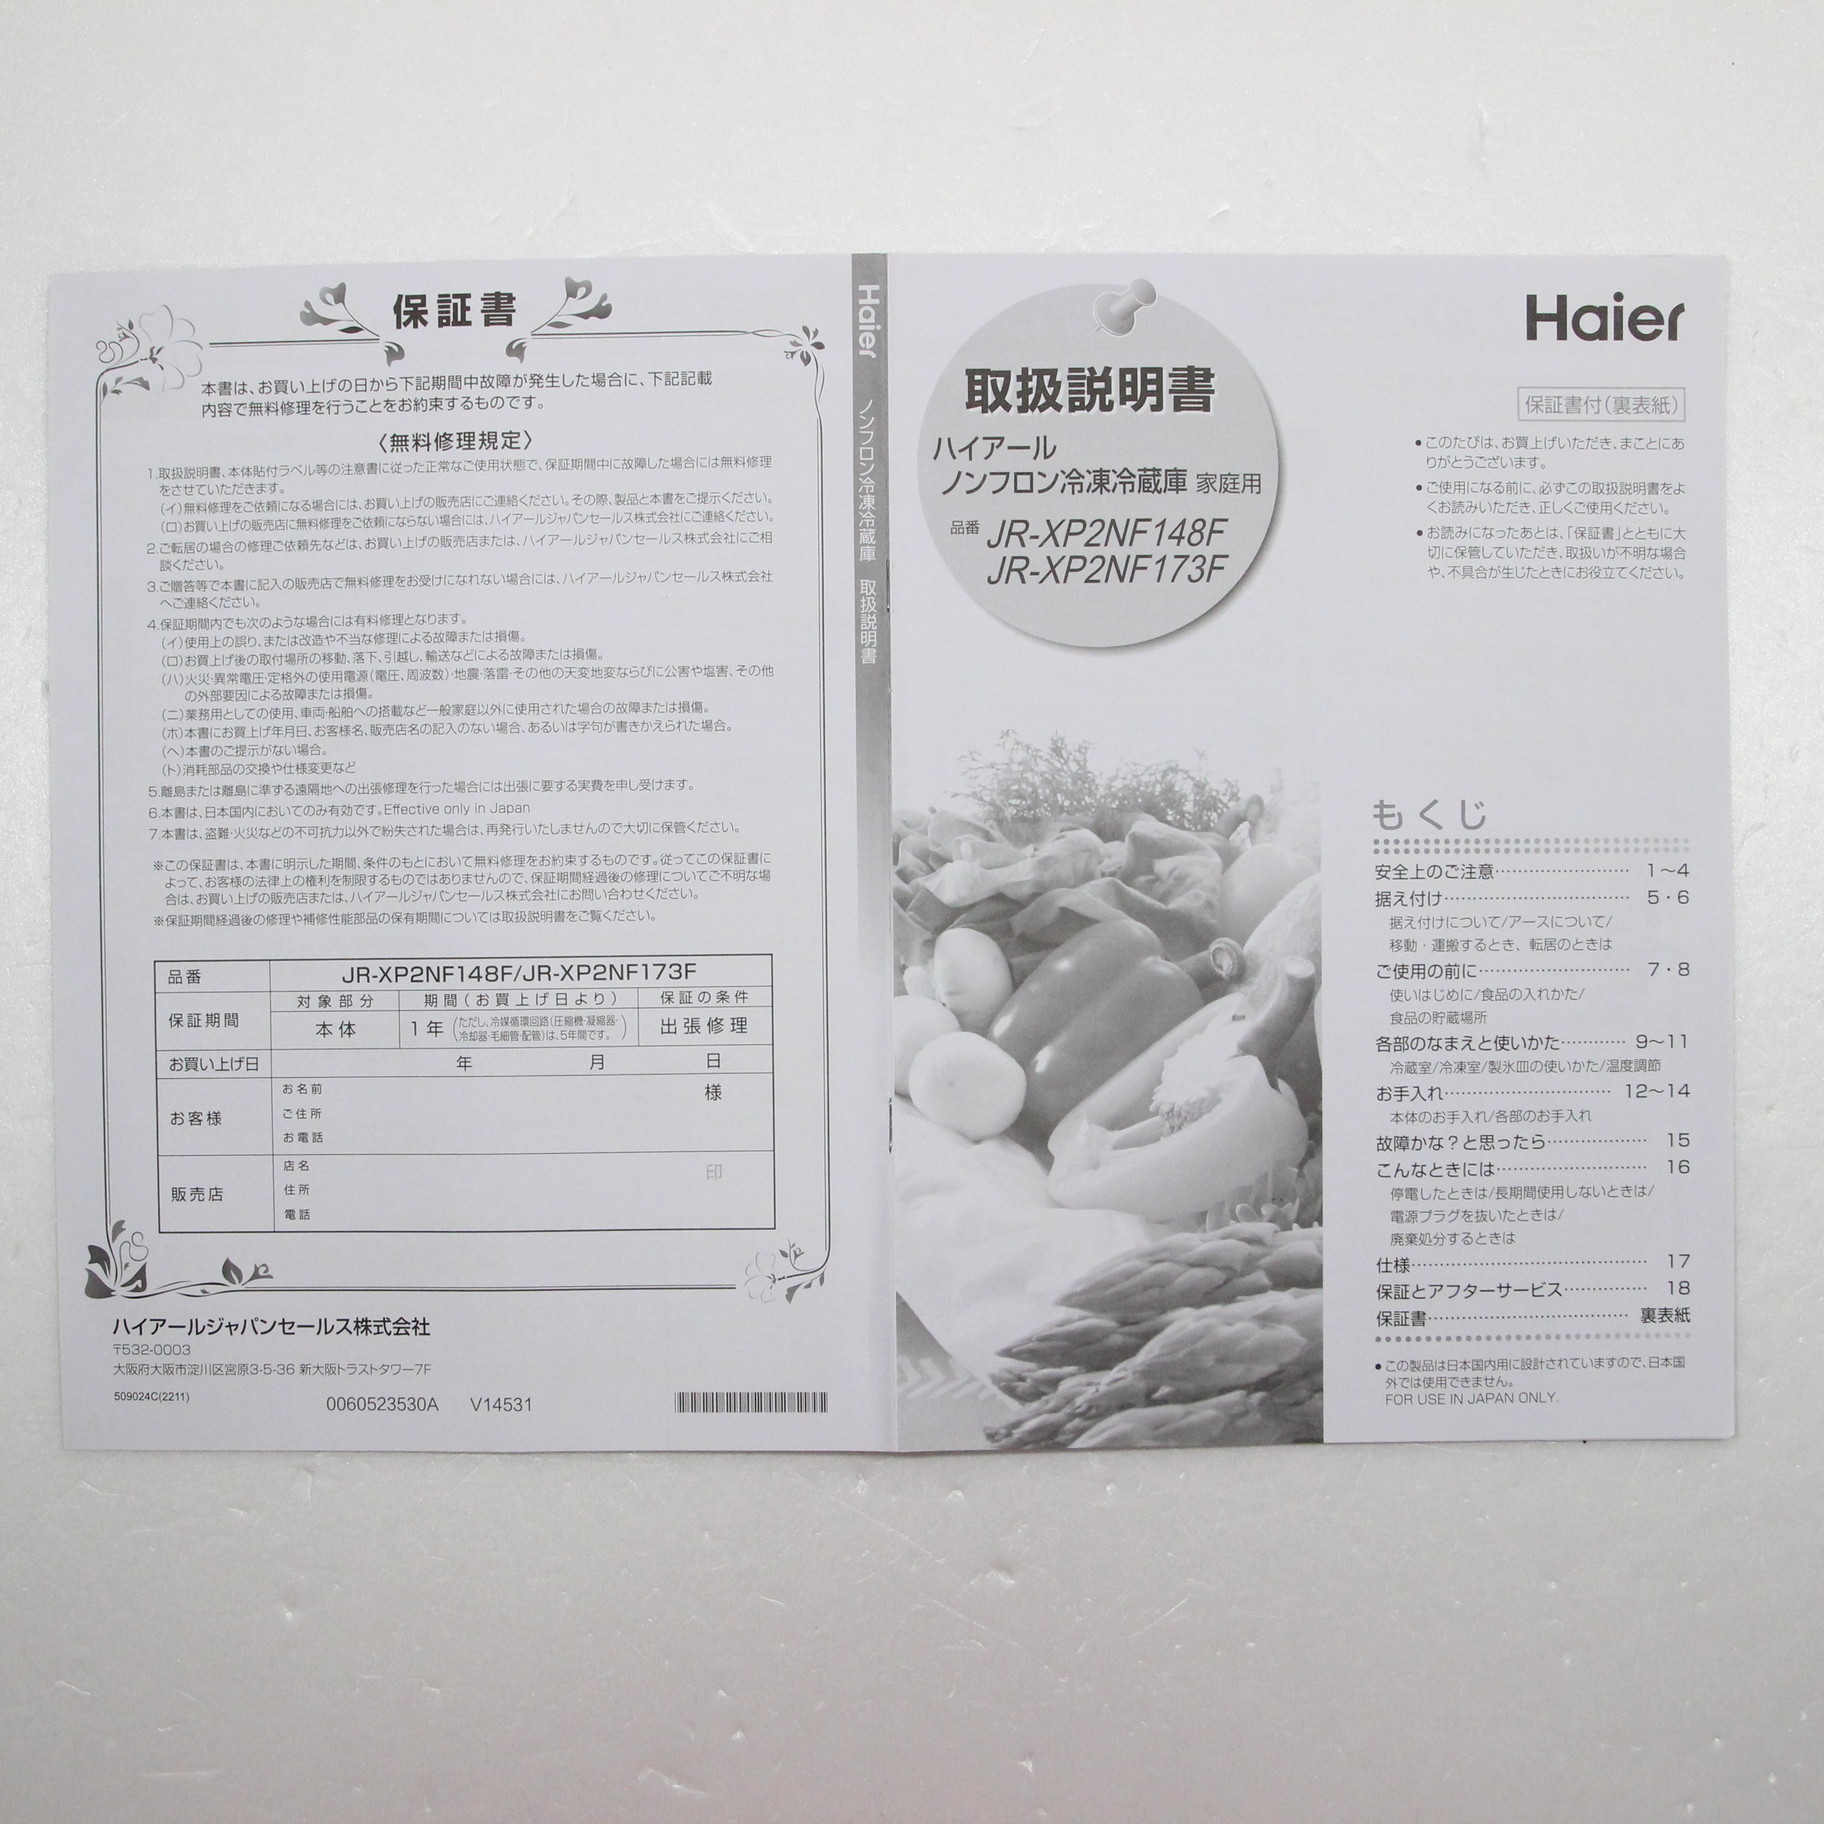 保証書
本書は、お買い上げの日から下記期間中故障が発生した場合に、下記記載
内容で無料修理を行うことをお約束するものです。
〈無料修理規定〉
1.取扱説明書、本体貼付ラベル等の注意書に従った正常なご使用状態で、保証期間中に故障した場合には無料修理
をさせていただきます。
(イ)無料修理をご依頼になる場合には、お買い上げの販売店にご連絡ください。その際、製品と本書をご提示ください。
(ロ)お買い上げの販売店に無料修理をご依頼にならない場合には、ハイアールジャパンセールス株式会社にご連絡ください。
2.ご転居の場合の修理ご依頼先などは、お買い上げの販売店または、ハイアールジャパンセールス株式会社にご相
談ください。
3.ご贈答等で本書に記入の販売店で無料修理をお受けになれない場合には、ハイアールジャパンセールス株式会社
へご連絡ください。
4.保証期間内でも次のような場合には有料修理となります。
(イ)使用上の誤り、または改造や不当な修理による故障または損傷。
(ロ)お買上げ後の取付場所の移動、落下、引越し、輸送などによる故障または損傷。
(ハ)火災·異常電圧·定格外の使用電源(電圧、周波数)·地震·落雷·その他の天変地変ならびに公害や塩害、その他
の外部要因による故障または損傷。
(ニ)業務用としての使用、車両·船舶への搭載など一般家庭以外に使用された場合の故障または損傷。
(ホ)本書にお買上げ年月日、お客様名、販売店名の記入のない場合、あるいは字句が書きかえられた場合。
(ヘ)本書のご提示がない場合。
(ト)消耗部品の交換や仕様変更など
5.離島または離島に準ずる遠隔地への出張修理を行った場合には出張に要する実費を申し受けます。
6.本書は、日本国内においてのみ有効です。Effective only in Japan
7.本書は、盗難·火災などの不可抗力以外で紛失された場合は、再発行いたしませんので大切に保管ください。
※この保証書は、本書に明示した期間、条件のもとにおいて無料修理をお約束するものです。従ってこの保証書に
よって、お客様の法律上の権利を制限するものではありませんので、保証期間経過後の修理についてご不明な場
合は、お買い上げの販売店または、ハイアールジャパンセールス株式会社にお問い合わせください。
※保証期間経過後の修理や補修性能部品の保有期間については取扱説明書をご覧ください。
品番 JR-XP2NF148F/JR-XP2NF173F
保証期間 対象部分 期間(お買上げ日より) 保証の条件
本体 1年 (ただし、冷媒循環回路(圧縮機·凝縮器·
冷却器·毛細管·配管)は、5年間です。) 出張修理
お買い上げ日 年 月 日
お客様 お名前 様
ご住所
お電話
販売店 店名 印
住所
電話
ハイアールジャパンセールス株式会社
〒532-0003
大阪府大阪市淀川区宮原3-5-36 新大阪トラストタワー7F
509024C(2211)
0060523530A V14531
Haier ノンフロン冷凍冷蔵庫 取扱説明書
取扱説明書
ハイアール
ノンフロン冷凍冷蔵庫 家庭用
品番 JR-XP2NF148F
JR-XP2NF173F
Haier
保証書付(裏表紙)
●このたびは、お買上げいただき、まことにあ
りがとうございます。
●ご使用になる前に、必ずこの取扱説明書をよ
くお読みいただき、正しくご使用ください。
●お読みになったあとは、「保証書」とともに大
切に保管していただき、取扱いが不明な場合
や、不具合が生じたときにお役立てください。
もくじ
安全上のご注意 1〜4
据え付け 5・6
据え付けについて/アースについて/
移動・運搬するとき、転居のときは
ご使用の前に 7・8
使いはじめに/食品の入れかた/
食品の貯蔵場所
各部のなまえと使いかた 9〜11
冷蔵室/冷凍室/製氷皿の使いかた/温度調節
お手入れ 12〜14
本体のお手入れ/各部のお手入れ
故障かな？と思ったら 15
こんなときには 16
停電したときは/長期間使用しないときは/
電源プラグを抜いたときは/
廃棄処分するときは
仕様 17
保証とアフターサービス 18
保証書 裏表紙
●この製品は日本国内用に設計されていますので、日本国
外では使用できません。
FOR USE IN JAPAN ONLY.